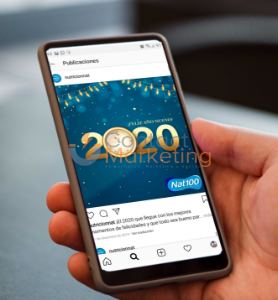 Publicaciones
nutricionnat
FELIZ AÑO NUEVO
2020
Marketing
Nat100
nutricionnat ¡El 2020 que llegue con los mejores
momentos de felicidades y que todo sea bueno par...
nutricionnat